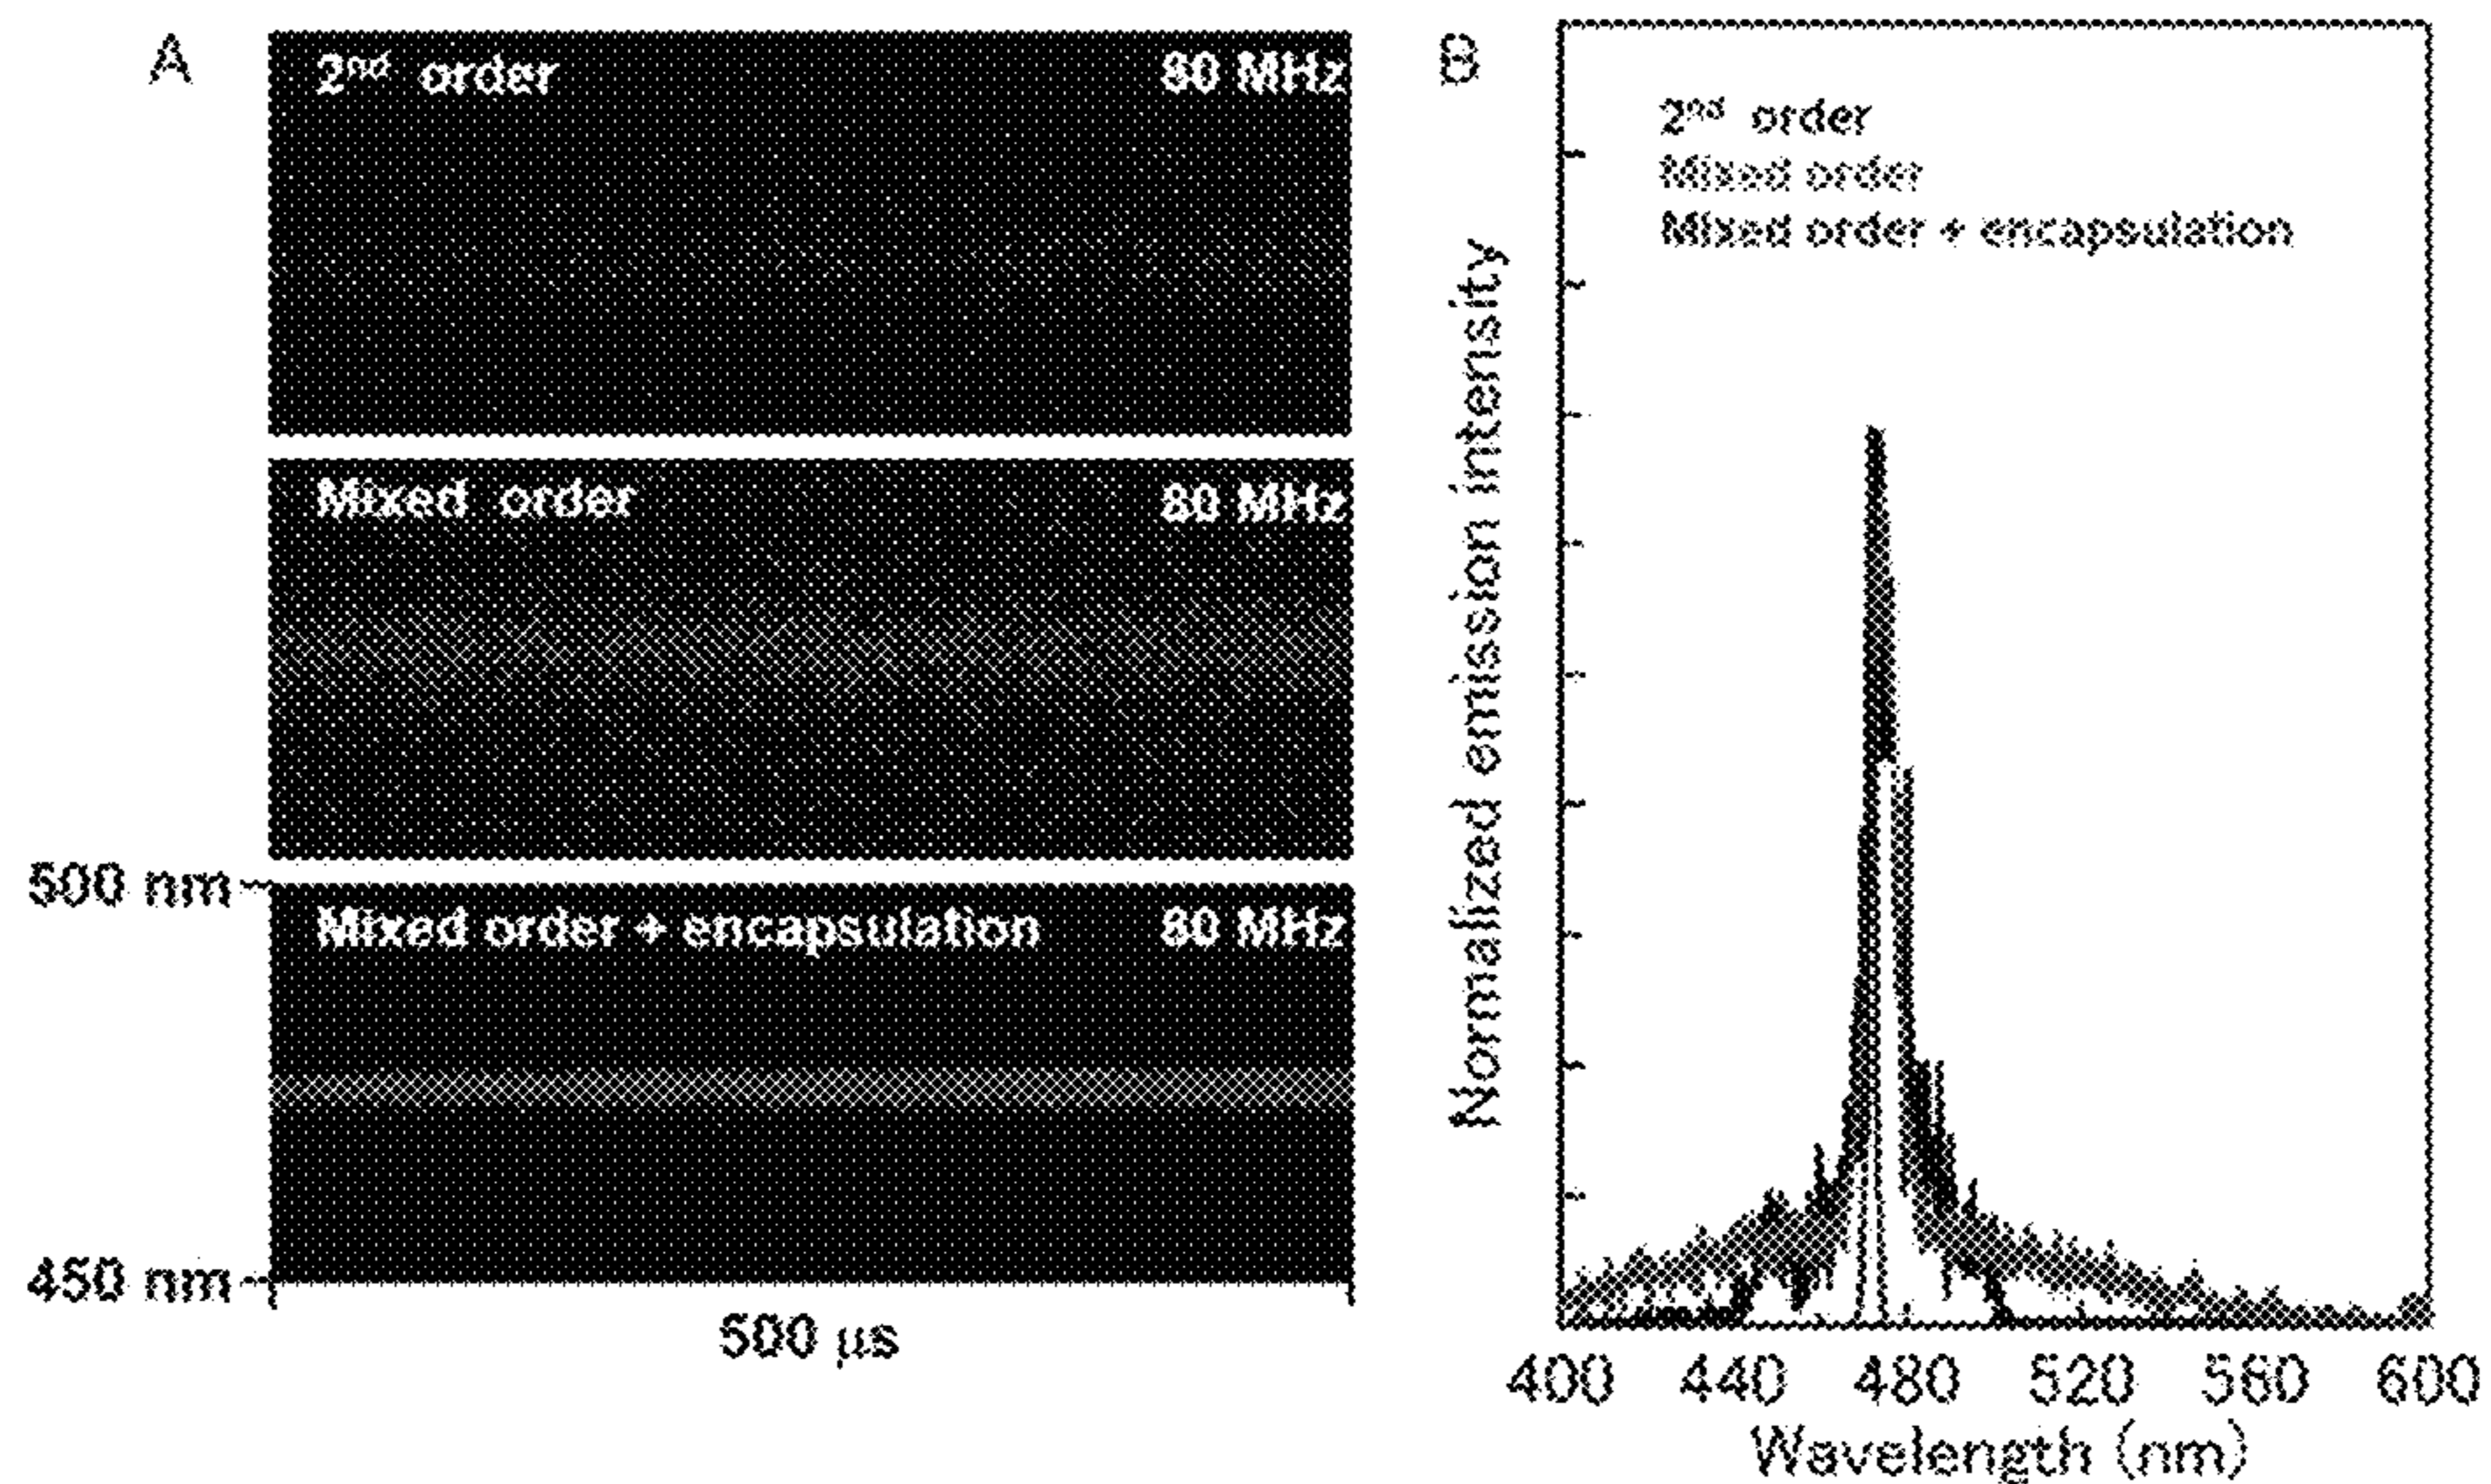 A
2nd order 80 MHz
Mixed order 80 MHz
500 nm
Mixed order + encapsulation 80 MHz
450 nm
500 μs
B
2nd order
Mixed order
Mixed order + encapsulation
Normalized emission intensity
400 440 480 520 560 600
Wavelength (nm)